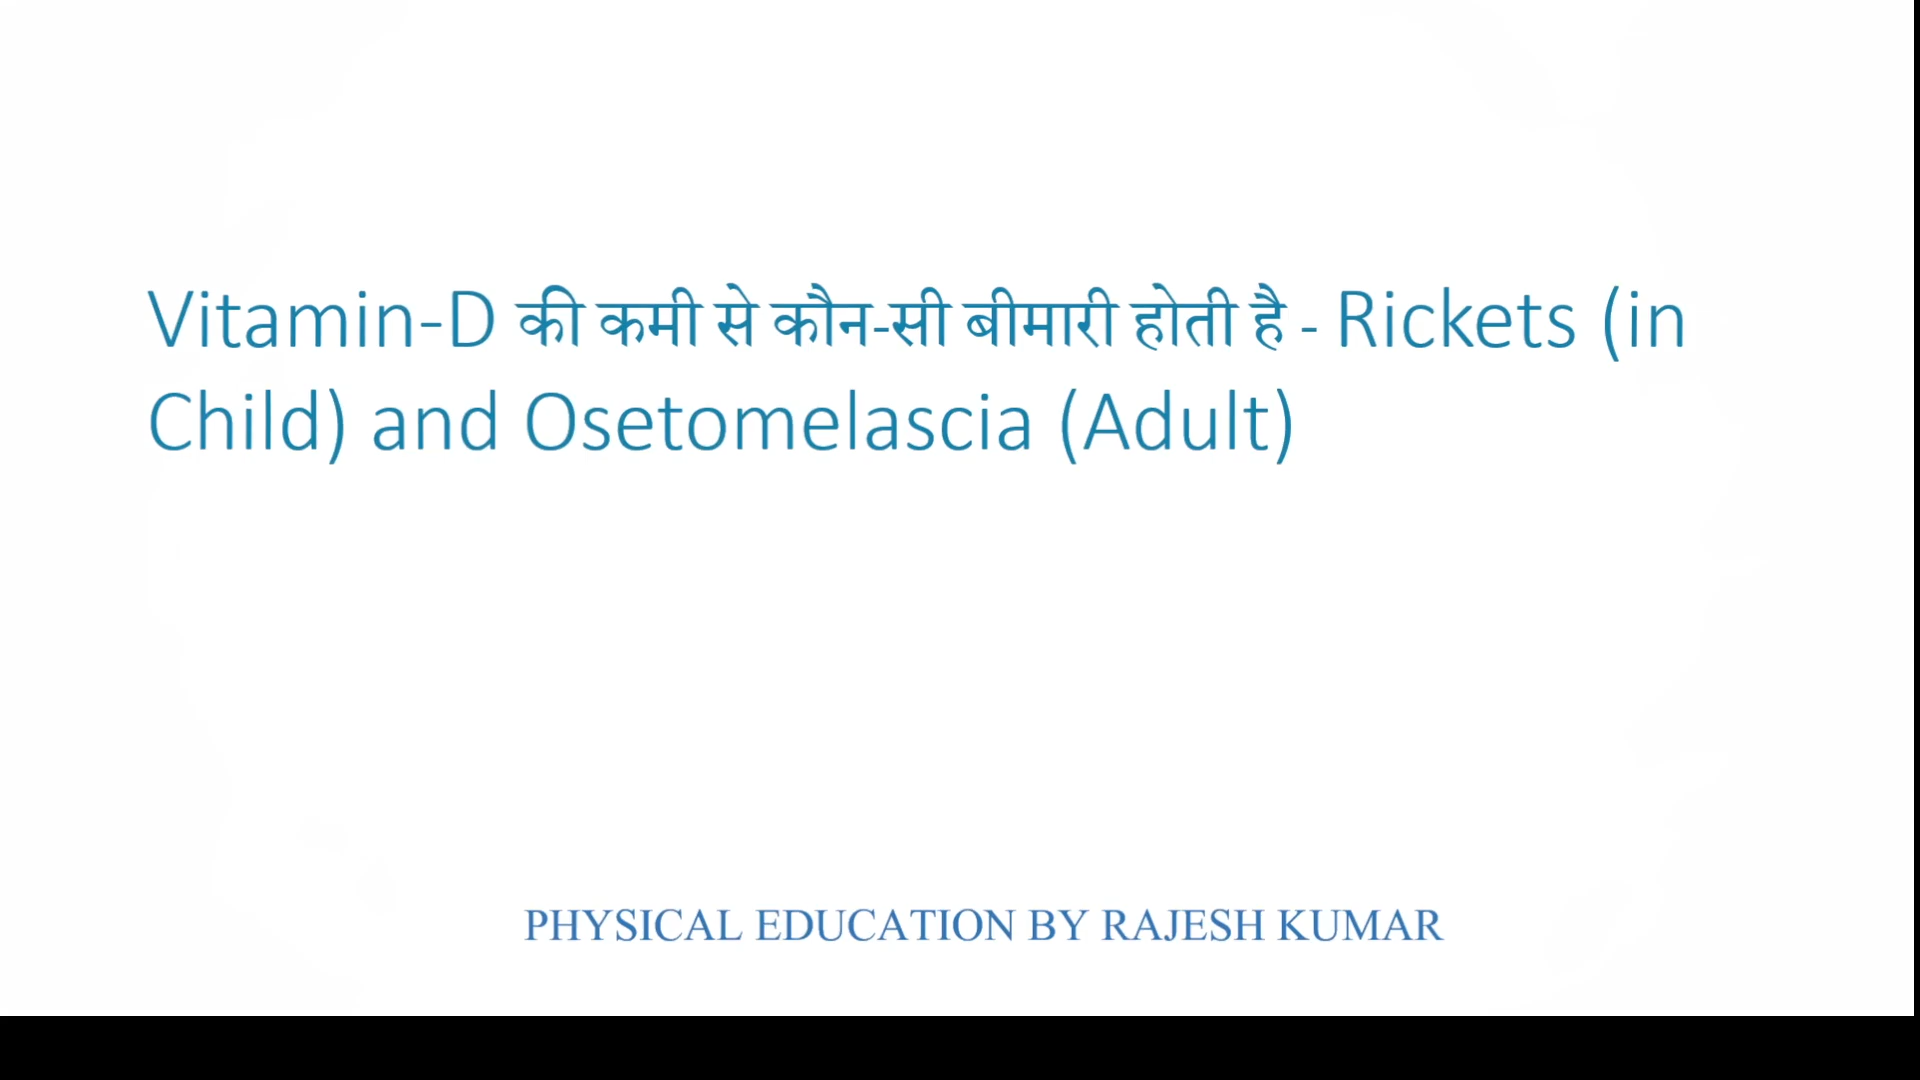 Vitamin-D की कमी से कौन-सी बीमारी होती है - Rickets (in
Child) and Osetomelascia (Adult)
PHYSICAL EDUCATION BY RAJESH KUMAR